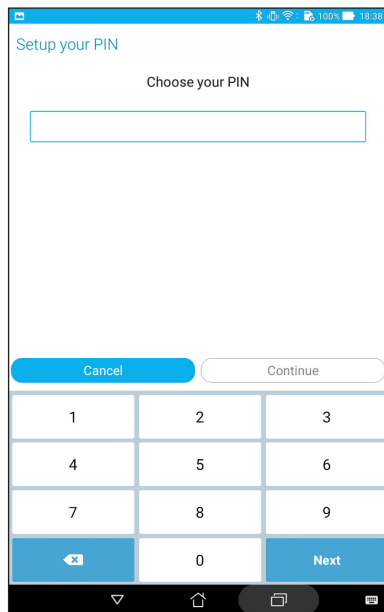 100% 18:38
Setup your PIN
Choose your PIN
Cancel Continue
1 2 3
4 5 6
7 8 9
0 Next